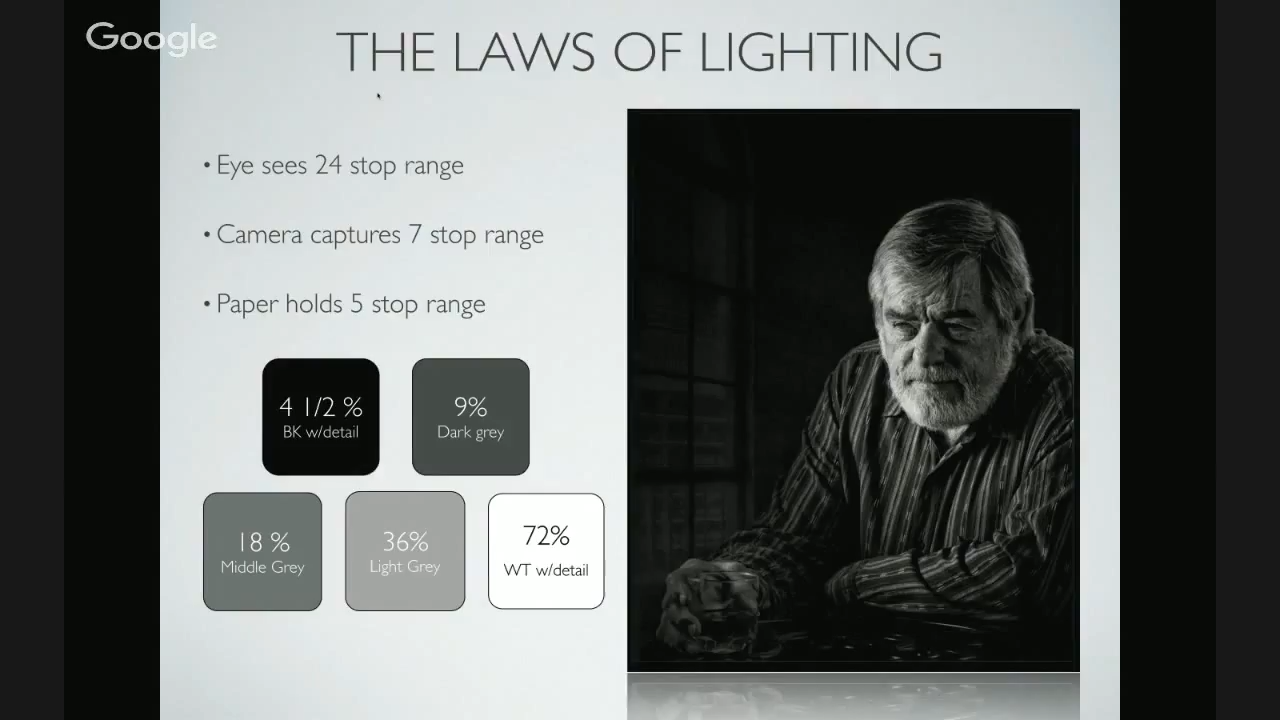 Google
THE LAWS OF LIGHTING
• Eye sees 24 stop range
• Camera captures 7 stop range
• Paper holds 5 stop range
4 1/2 %
BK w/detail
9%
Dark grey
18 %
Middle Grey
36%
Light Grey
72%
WT w/detail